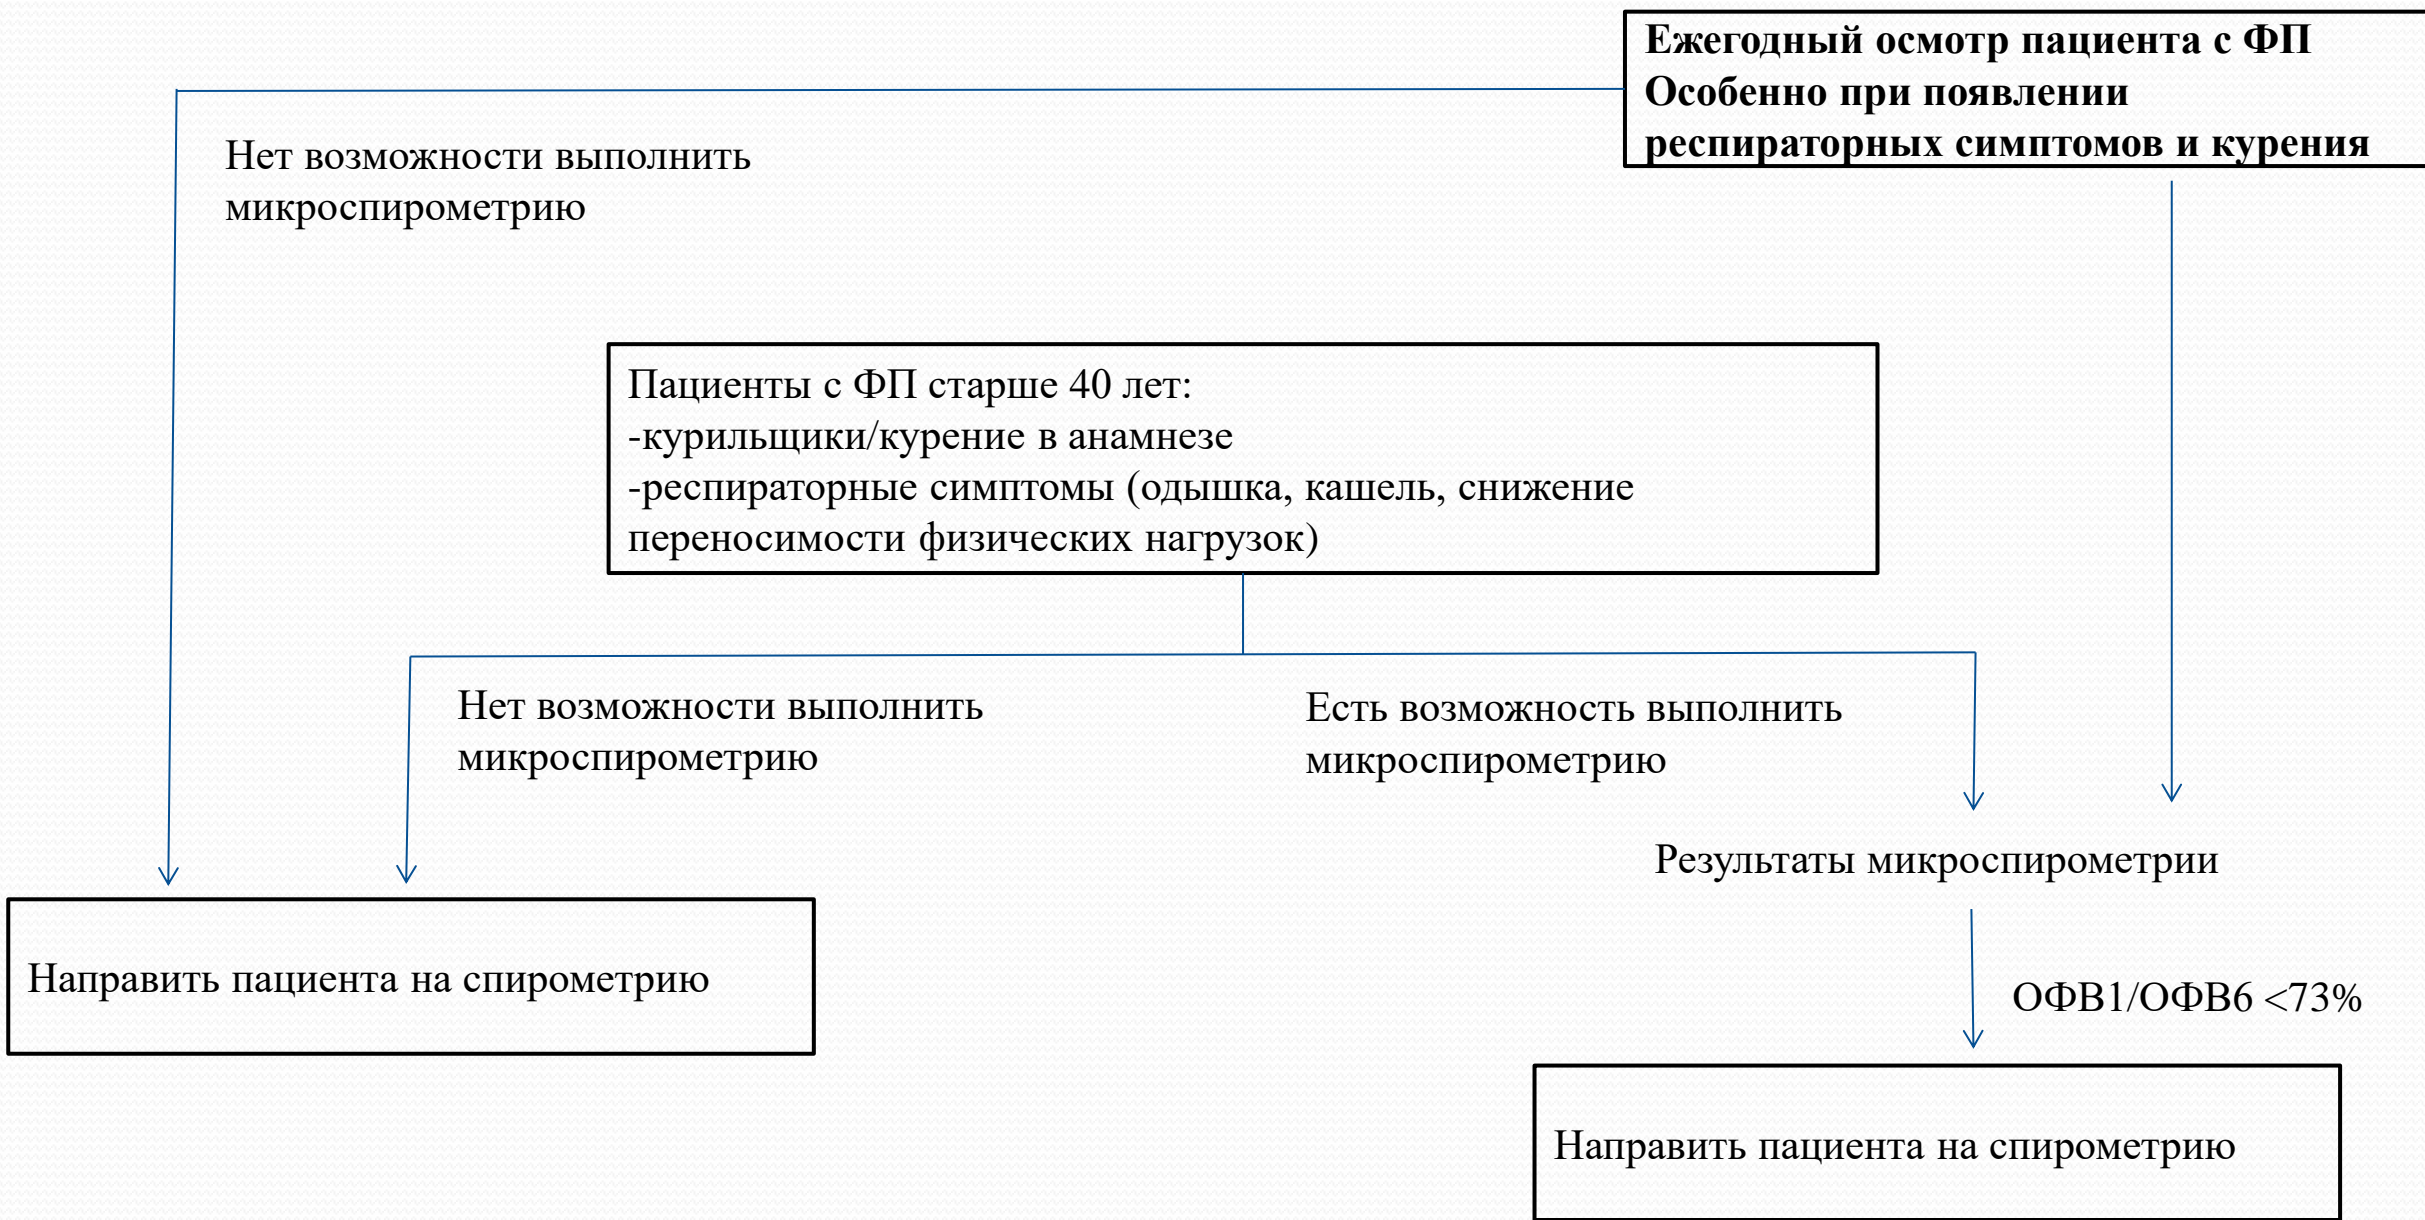 Ежегодный осмотр пациента с ФП
Особенно при появлении
респираторных симптомов и курения
Нет возможности выполнить
микроспирометрию
Пациенты с ФП старше 40 лет:
-курильщики/курение в анамнезе
-респираторные симптомы (одышка, кашель, снижение
переносимости физических нагрузок)
Нет возможности выполнить
микроспирометрию
Есть возможность выполнить
микроспирометрию
Результаты микроспирометрии
Направить пациента на спирометрию
ОФВ1/ОФВ6 <73%
Направить пациента на спирометрию